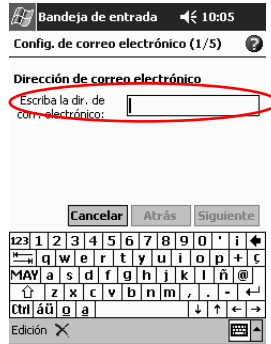 Bandeja de entrada 10:05
Config. de correo electrónico (1/5)
Dirección de correo electrónico
Escriba la dir. de
corr. electrónico:
Cancelar Atrás Siguiente
123 1 2 3 4 5 6 7 8 9 0 ' ¡
q w e r t y u i o p + ç
MAY a s d f g h j k l ñ @
z x c v b n m , . -
Ctrl áü º ª
Edición